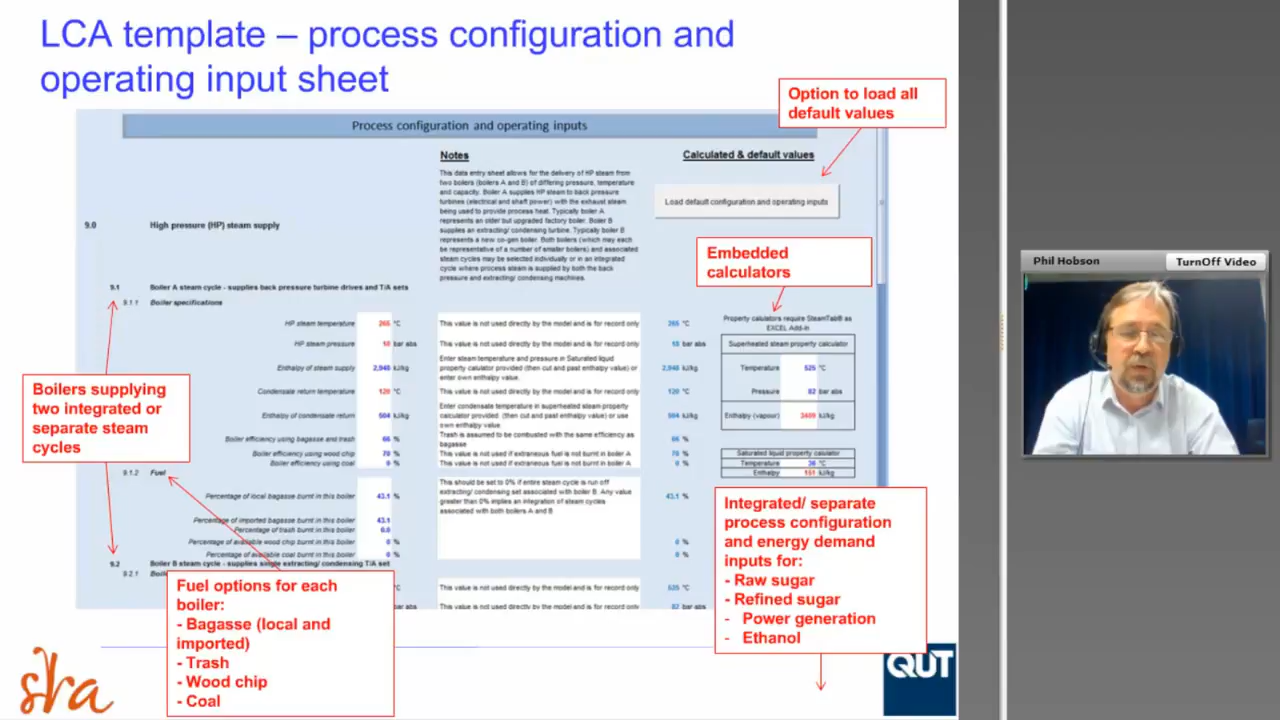 LCA template – process configuration and
operating input sheet
Option to load all
default values
Process configuration and operating inputs
Notes
Calculated & default values
This data entry sheet allows for the delivery of HP steam from
two boilers (boilers A and B) of differing pressure, temperature
and capacity. Boiler A supplies HP steam to back pressure
turbines (electrical and shaft power) with the exhaust steam
being used to provide process heat. Typically boiler A
represents an older but upgraded factory boiler. Boiler B
supplies an extracting/ condensing turbine. Typically boiler B
represents a new co-gen boiler. Both boilers (which may each
be representative of a number of smaller boilers) and associated
steam cycles may be selected individually or in an integrated
cycle where process steam is supplied by both the back
pressure and extracting/ condensing machines.
Load default configuration and operating inputs
9.0 High pressure (HP) steam supply
Embedded
calculators
9.1 Boiler A steam cycle - supplies back pressure turbine drives and T/A sets
9.1.1 Boiler specifications
Property calculators require SteamTab® as
EXCEL Add-in
HP steam temperature 265 °C This value is not used directly by the model and is for record only 265 °C
HP steam pressure 18 bar abs This value is not used directly by the model and is for record only 18 bar abs
Superheated steam property calculator
Enthalpy of steam supply 2,948 kJ/kg
Enter steam temperature and pressure in Saturated liquid
property calculator provided (then cut and past enthalpy value) or
enter own enthalpy value.
2,948 kJ/kg
Temperature 525 °C
Condensate return temperature 120 °C This value is not used directly by the model and is for record only 120 °C
Pressure 82 bar abs
Enthalpy of condensate return 504 kJ/kg
Enter condensate temperature in superheated steam property
calculator provided. (then cut and past enthalpy value) or use
own enthalpy value.
504 kJ/kg
Enthalpy (vapour) kJ/kg
Boiler efficiency using bagasse and trash 66 %
Trash is assumed to be combusted with the same efficiency as
bagasse
66 %
Boiler efficiency using wood chip 70 % This value is not used if extraneous fuel is not burnt in boiler A 70 %
Boiler efficiency using coal 0 % This value is not used if extraneous fuel is not burnt in boiler A 0 %
Saturated liquid property calculator
Temperature 36 °C
Enthalpy 151 kJ/kg
Boilers supplying
two integrated or
separate steam
cycles
9.1.2 Fuel
Percentage of local bagasse burnt in this boiler 43.1 %
This should be set to 0% if entire steam cycle is run off
extracting/ condensing set associated with boiler B. Any value
greater than 0% implies an integration of steam cycles
associated with both boilers A and B
43.1 %
Percentage of imported bagasse burnt in this boiler 43.1
Percentage of trash burnt in this boiler 0.0
Percentage of available wood chip burnt in this boiler 0 % 0 %
Percentage of available coal burnt in this boiler 0 % 0 %
9.2 Boiler B steam cycle - supplies single extracting/ condensing T/A set
9.2.1
°C This value is not used directly by the model and is for record only 525 °C
bar abs This value is not used directly by the model and is for record only 82 bar abs
Integrated/ separate
process configuration
and energy demand
inputs for:
- Raw sugar
- Refined sugar
- Power generation
- Ethanol
Fuel options for each
boiler:
- Bagasse (local and
imported)
- Trash
- Wood chip
- Coal
sra
QUT
Phil Hobson
TurnOff Video